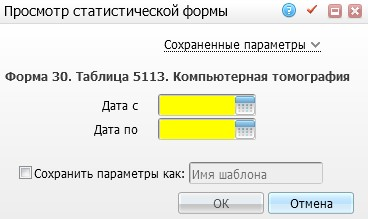 Просмотр статистической формы
Сохраненные параметры
Форма 30. Таблица 5113. Компьютерная томография
Дата с
Дата по
Сохранить параметры как: Имя шаблона
OK Отмена